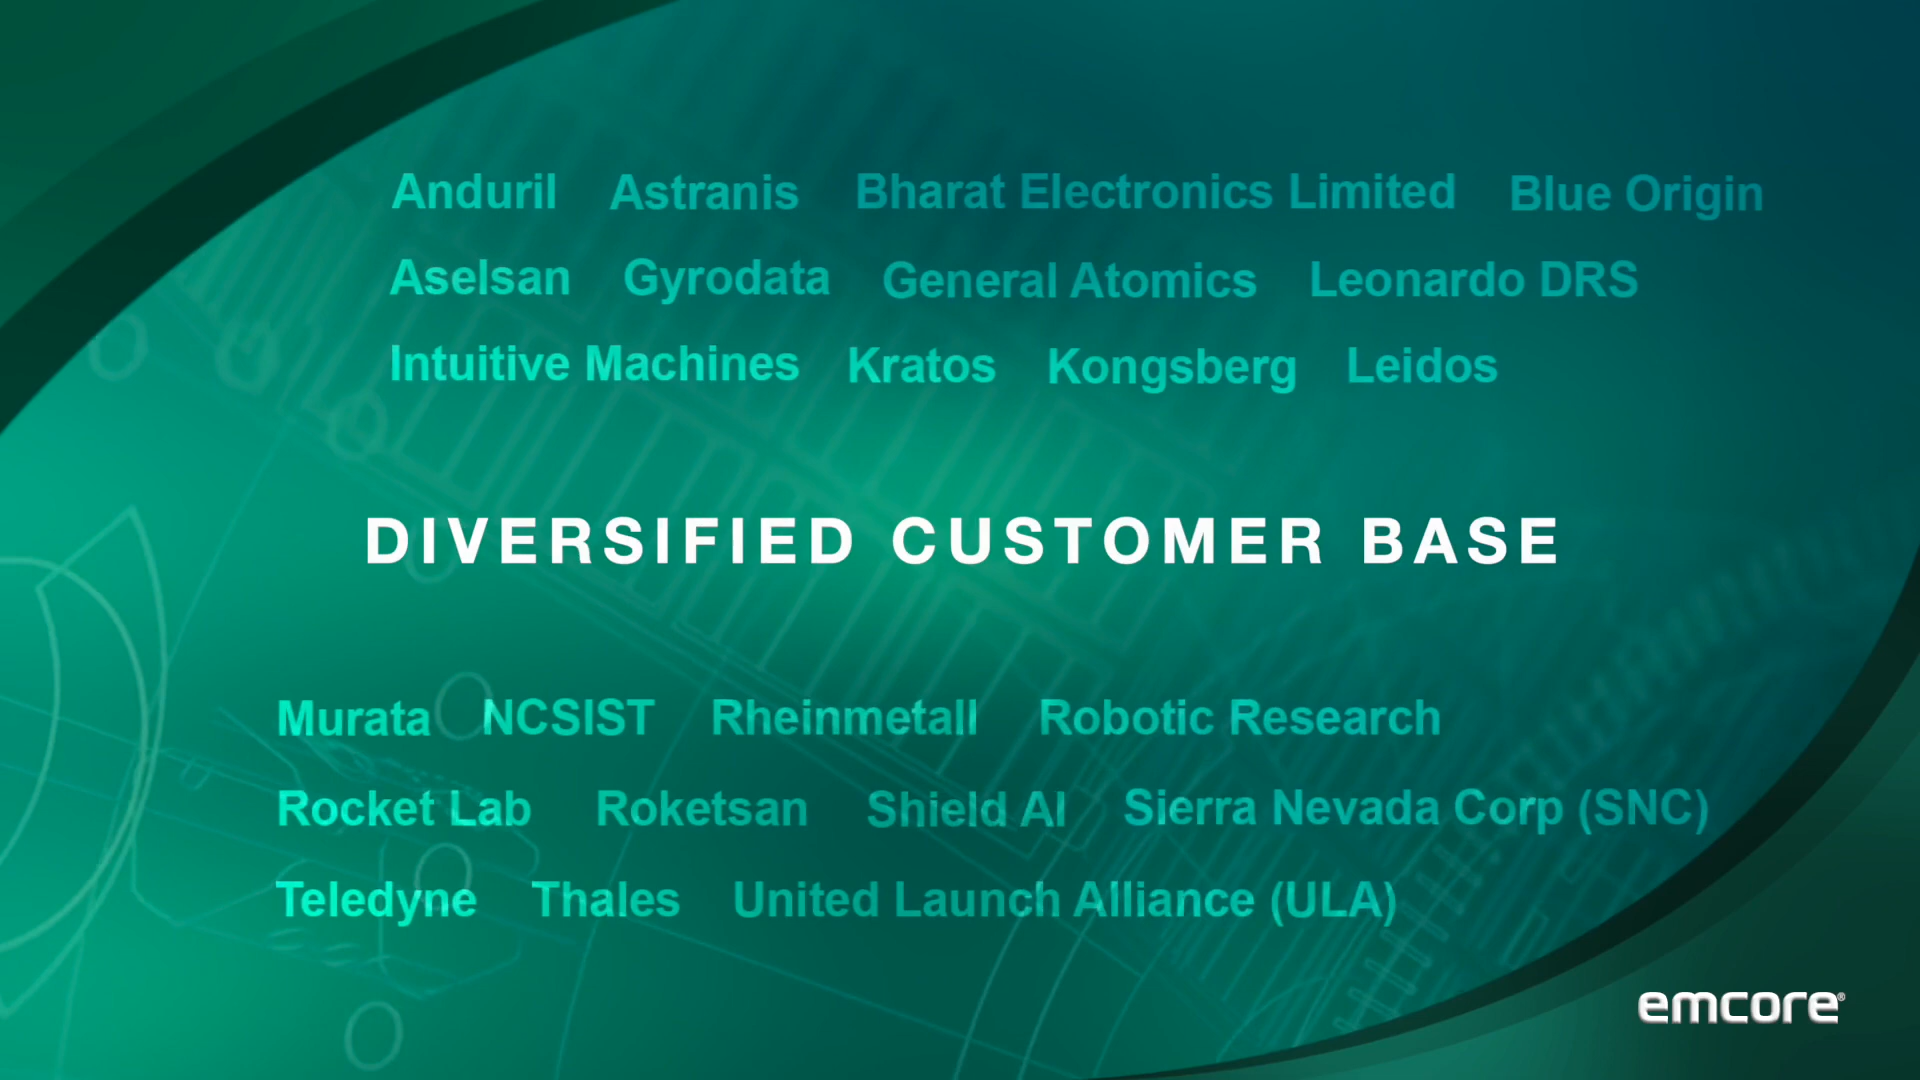 Anduril Astranis Bharat Electronics Limited Blue Origin
Aselsan Gyrodata General Atomics Leonardo DRS
Intuitive Machines Kratos Kongsberg Leidos
DIVERSIFIED CUSTOMER BASE
Murata NCSIST Rheinmetall Robotic Research
Rocket Lab Roketsan Shield AI Sierra Nevada Corp (SNC)
Teledyne Thales United Launch Alliance (ULA)
emcore®